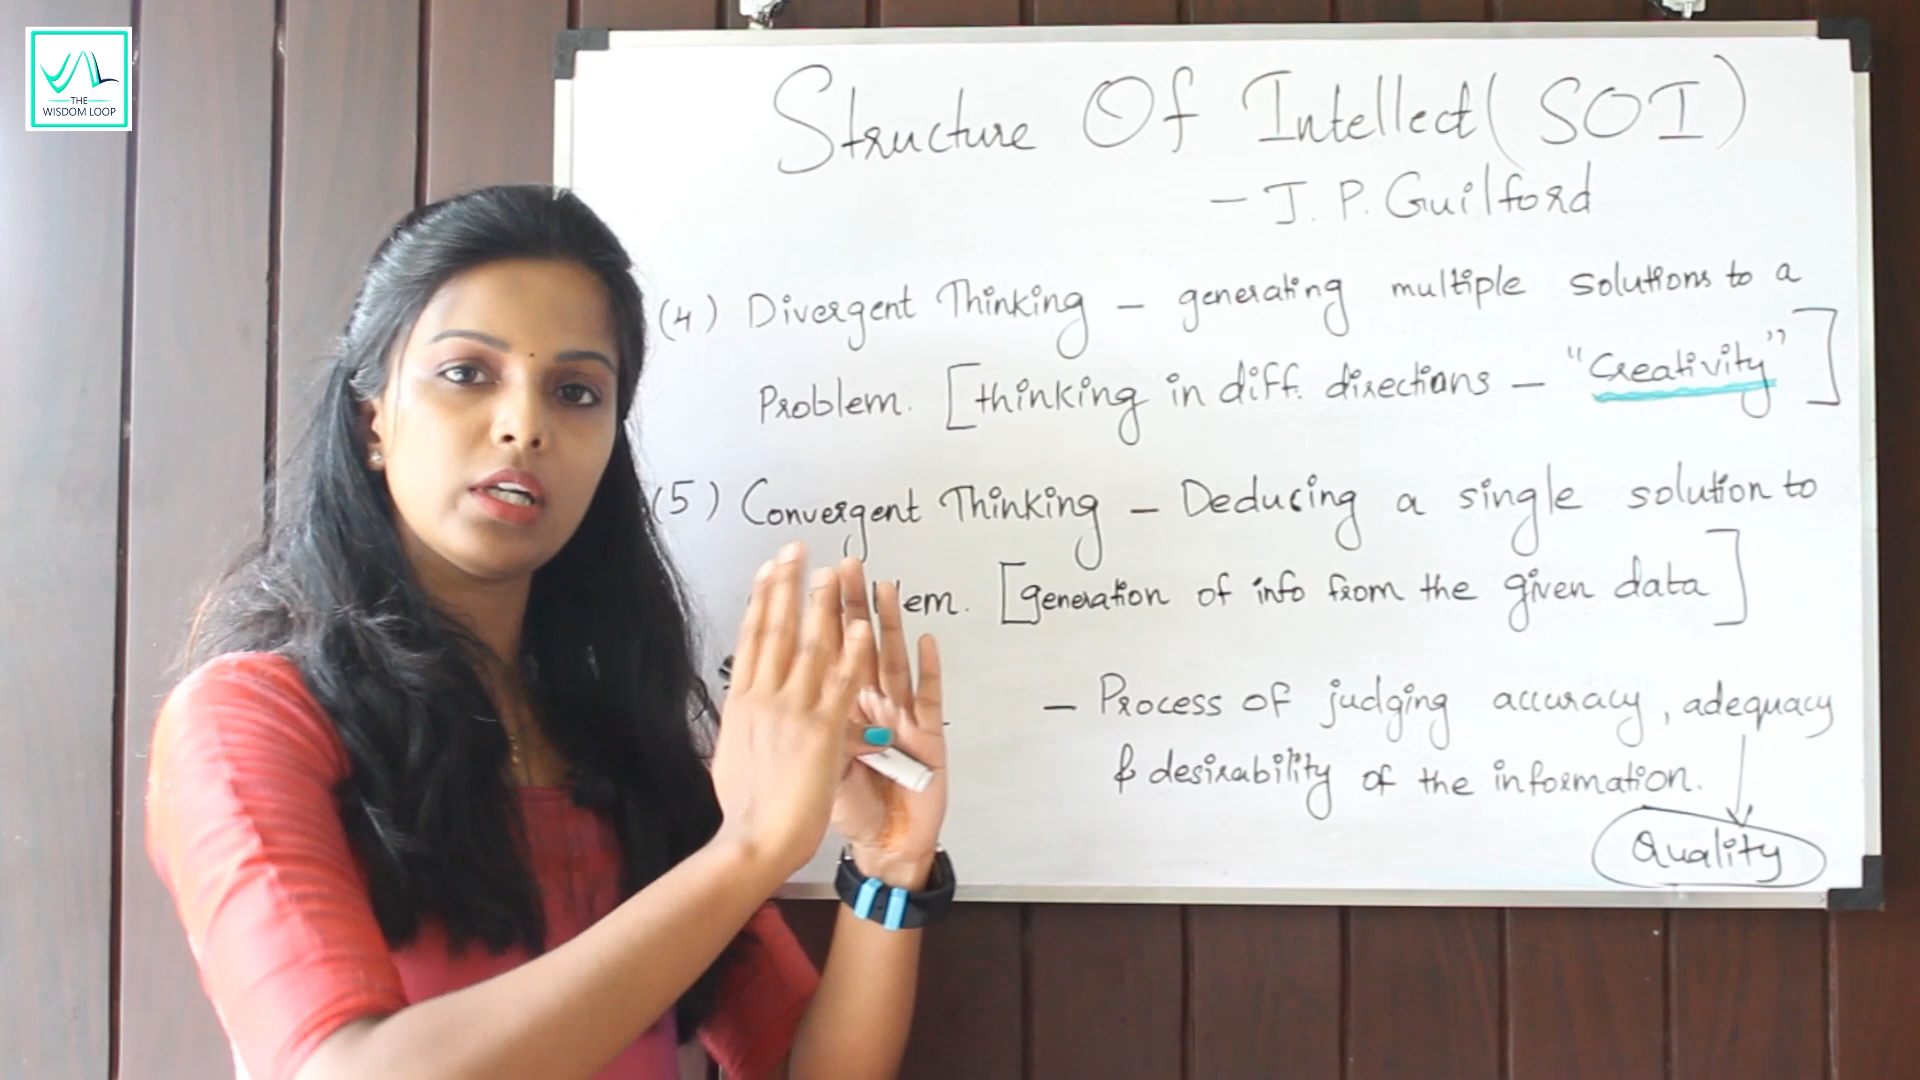 THE
WISDOM LOOP
Structure Of Intellect (SOI)
– J. P. Guilford
(4) Divergent Thinking – generating multiple solutions to a
Problem. [thinking in diff. directions – "Creativity"]
(5) Convergent Thinking – Deducing a single solution to
[generation of info from the given data]
– Process of judging accuracy, adequacy
& desirability of the information.
Quality